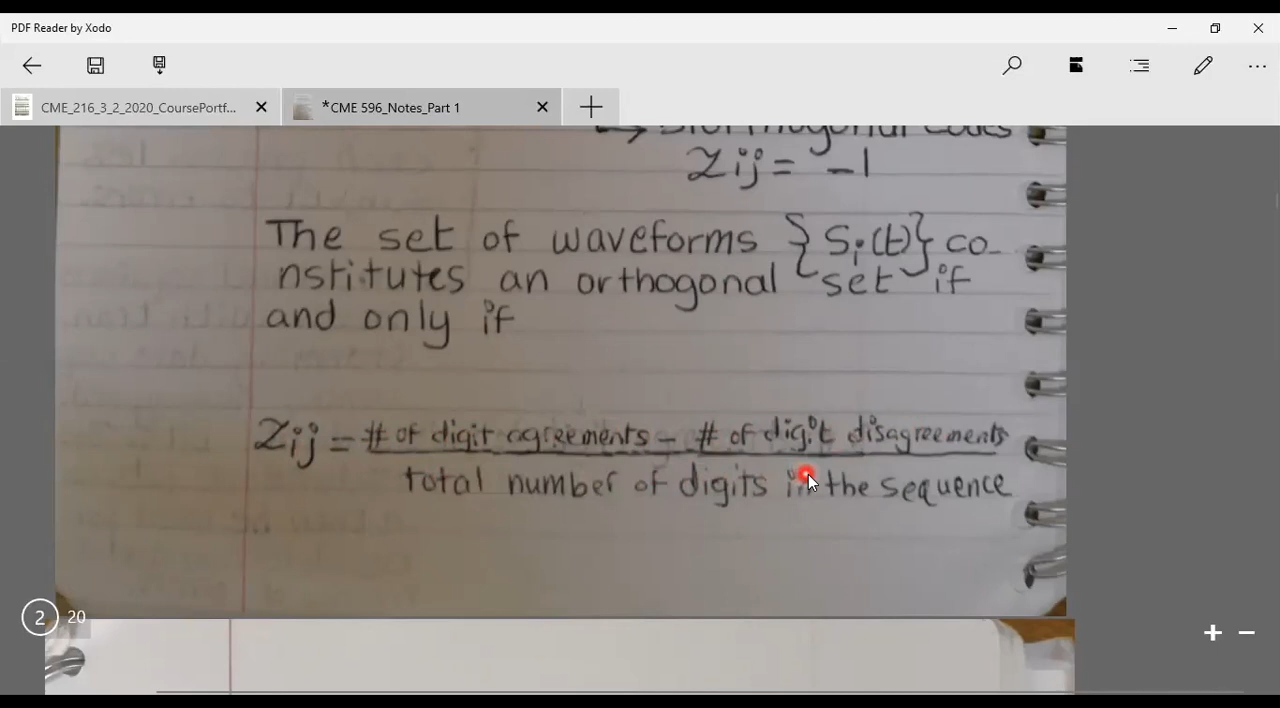 PDF Reader by Xodo
CME_216_3_2_2020_CoursePortf...
*CME 596_Notes_Part 1
Zij = -1
The set of waveforms {Si(t)} co-
nstitutes an orthogonal set if
and only if
Zij = # of digit agreements - # of digit disagreements
total number of digits in the sequence
2 20